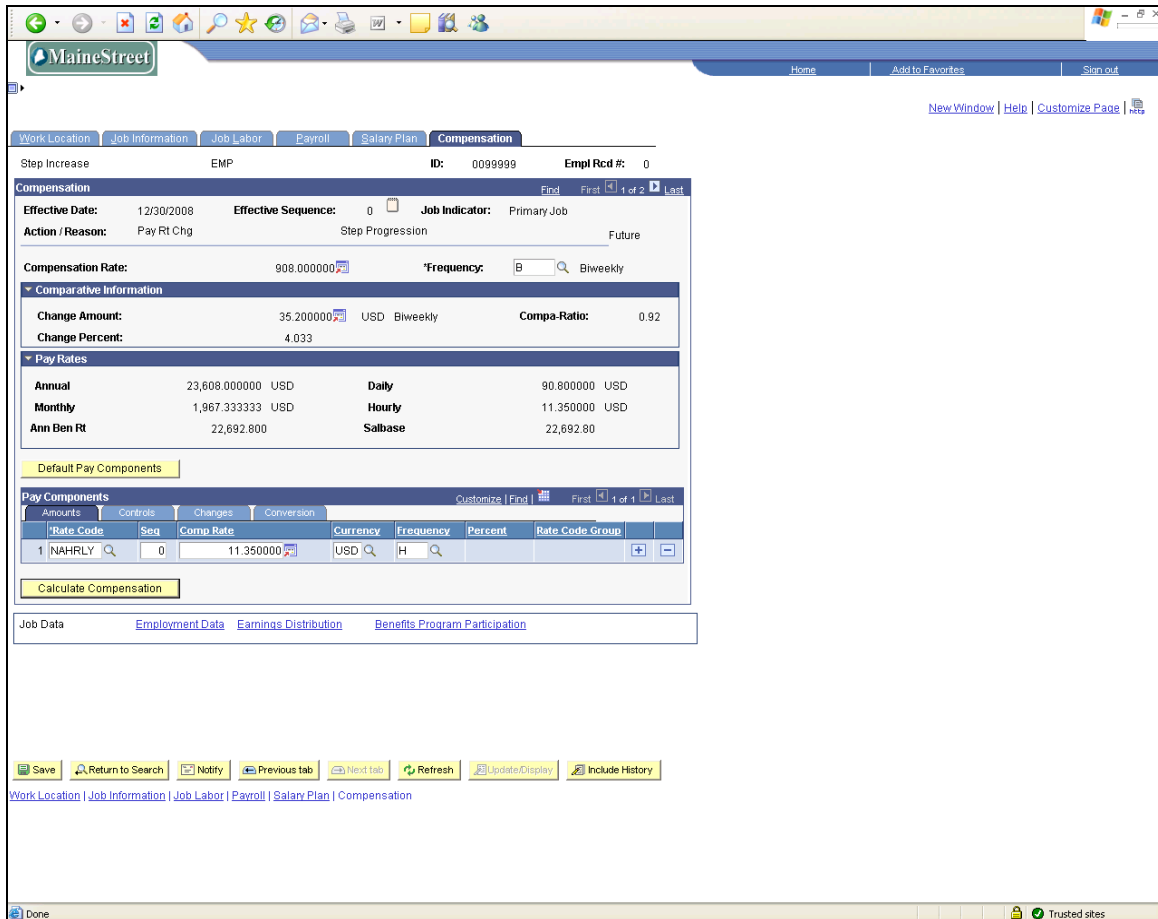 MaineStreet
Home Add to Favorites Sign out
New Window | Help | Customize Page | http
Work Location Job Information Job Labor Payroll Salary Plan Compensation
Step Increase EMP ID: 0099999 Empl Rcd #: 0
Compensation Find First 1 of 2 Last
Effective Date: 12/30/2008 Effective Sequence: 0 Job Indicator: Primary Job
Action / Reason: Pay Rt Chg Step Progression Future
Compensation Rate: 908.000000 *Frequency: B Biweekly
Comparative Information
Change Amount: 35.200000 USD Biweekly Compa-Ratio: 0.92
Change Percent: 4.033
Pay Rates
Annual 23,608.000000 USD Daily 90.800000 USD
Monthly 1,967.333333 USD Hourly 11.350000 USD
Ann Ben Rt 22,692.800 Salbase 22,692.80
Default Pay Components
Pay Components Customize | Find | First 1 of 1 Last
Amounts Controls Changes Conversion
*Rate Code Seq Comp Rate Currency Frequency Percent Rate Code Group
1 NAHRLY 0 11.350000 USD H
Calculate Compensation
Job Data Employment Data Earnings Distribution Benefits Program Participation
Save Return to Search Notify Previous tab Next tab Refresh Update/Display Include History
Work Location | Job Information | Job Labor | Payroll | Salary Plan | Compensation
Done Trusted sites